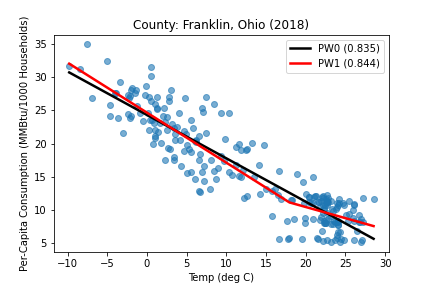 County: Franklin, Ohio (2018)
Per-Capita Consumption (MMBtu/1000 Households)
35
30
25
20
15
10
5
PW0 (0.835)
PW1 (0.844)
−10 −5 0 5 10 15 20 25 30
Temp (deg C)